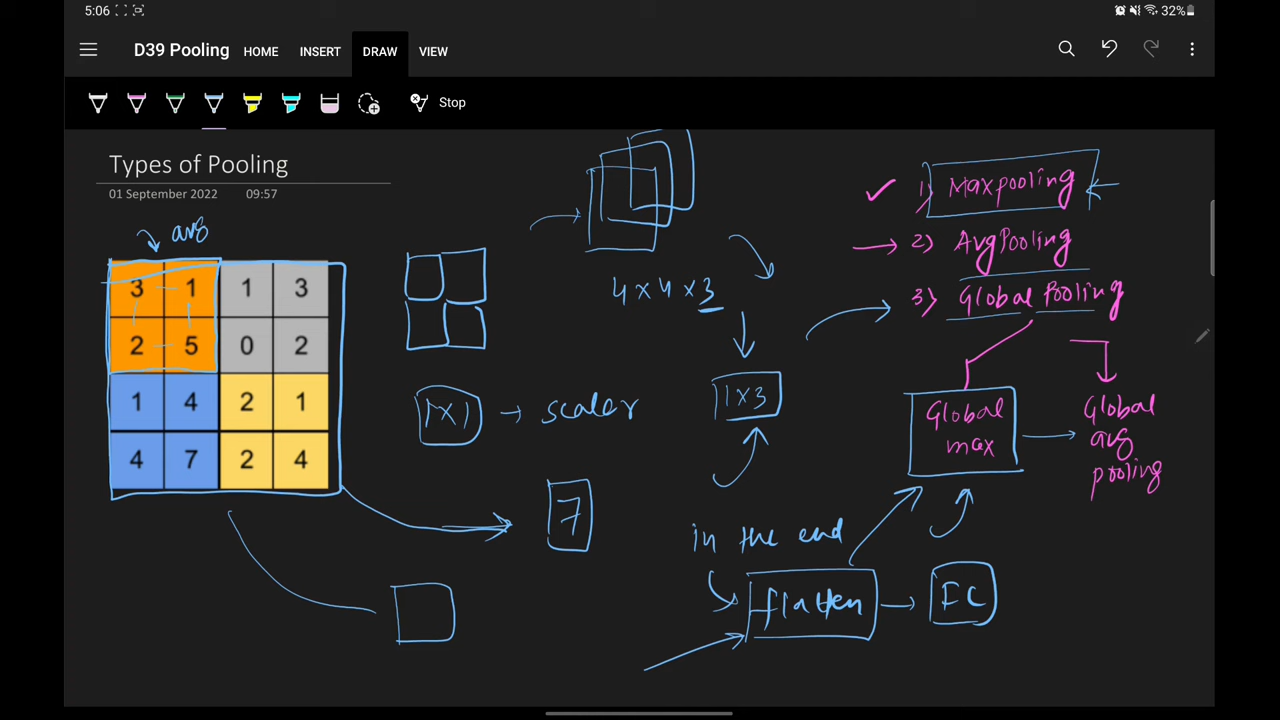 5:06 32%
D39 Pooling HOME INSERT DRAW VIEW
Stop
Types of Pooling
01 September 2022 09:57
avg
3 1 1 3
2 5 0 2
1 4 2 1
4 7 2 4
1x1 → scaler
7
4x4x3
1x3
1) Maxpooling
2) AvgPooling
3) Global Pooling
Global
max
Global
avg
pooling
in the end
flatten → FC